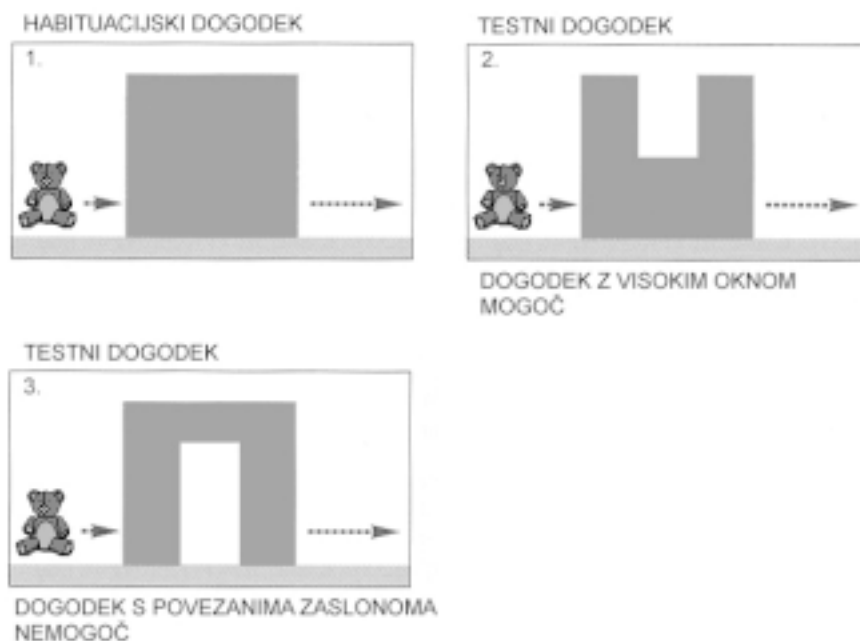 HABITUACIJSKI DOGODEK
1.
TESTNI DOGODEK
2.
DOGODEK Z VISOKIM OKNOM
MOGOČ
TESTNI DOGODEK
3.
DOGODEK S POVEZANIMA ZASLONOMA
NEMOGOČ